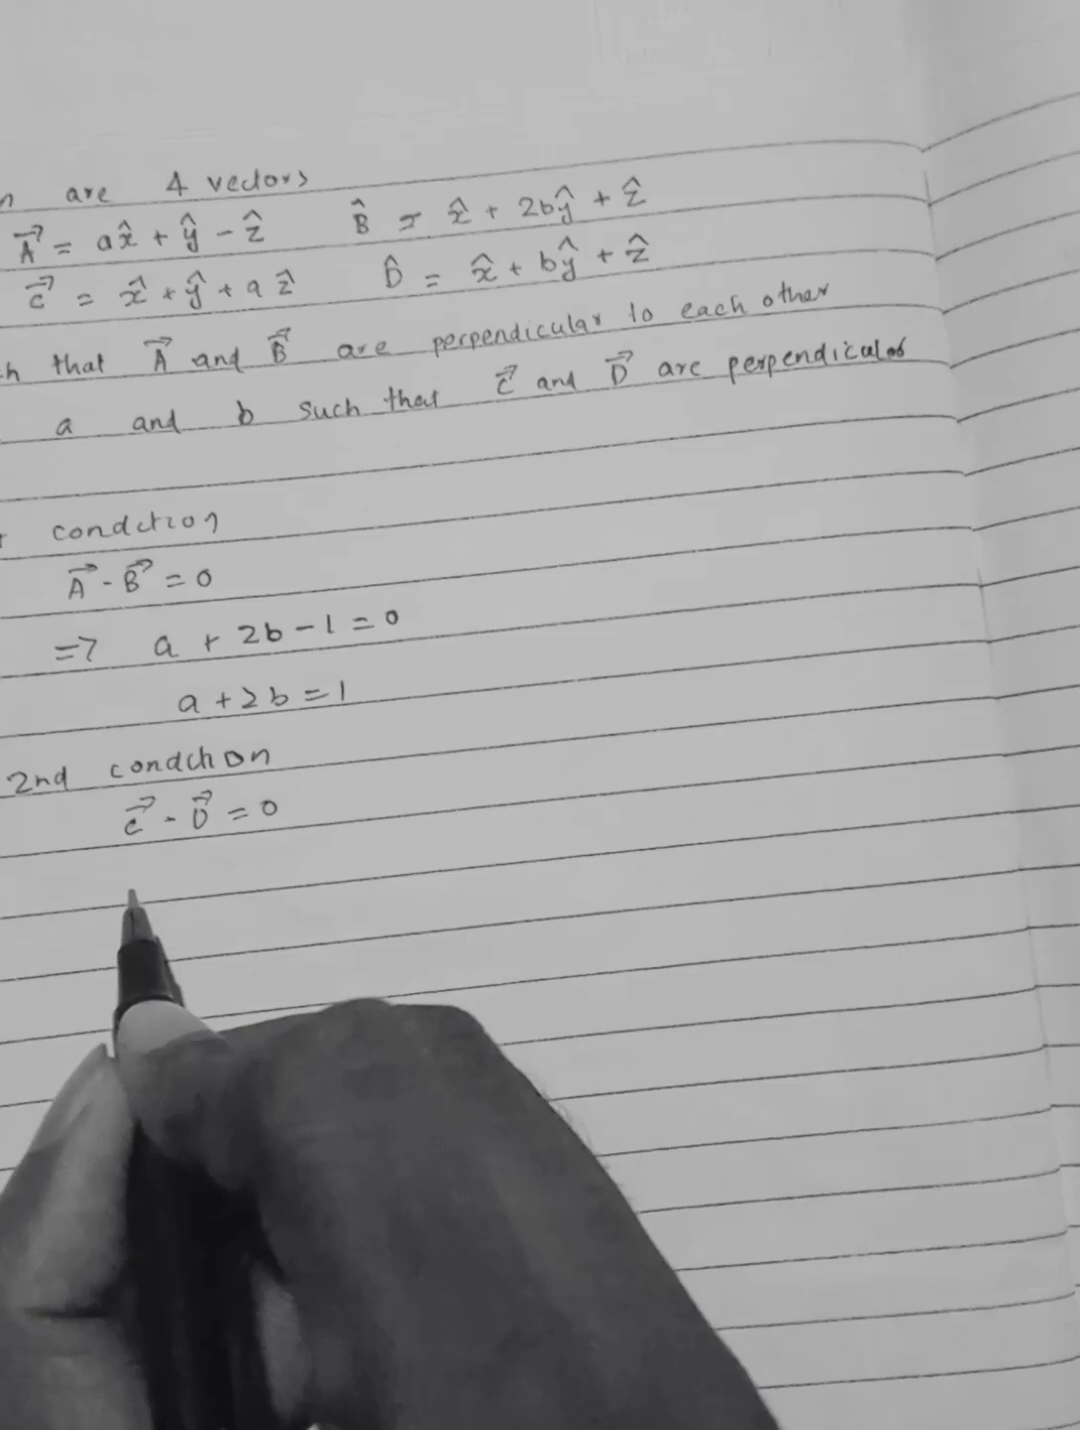 are 4 vectors
A⃗ = ax̂ + ŷ - ẑ B̂ = x̂ + 2bŷ + ẑ
C⃗ = x̂ + ŷ + a ẑ D̂ = x̂ + bŷ + ẑ
that A⃗ and B⃗ are perpendicular to each other
a and b such that C⃗ and D⃗ are perpendicular
condition
A⃗ · B⃗ = 0
=> a + 2b - 1 = 0
a + 2b = 1
2nd condition
C⃗ · D⃗ = 0